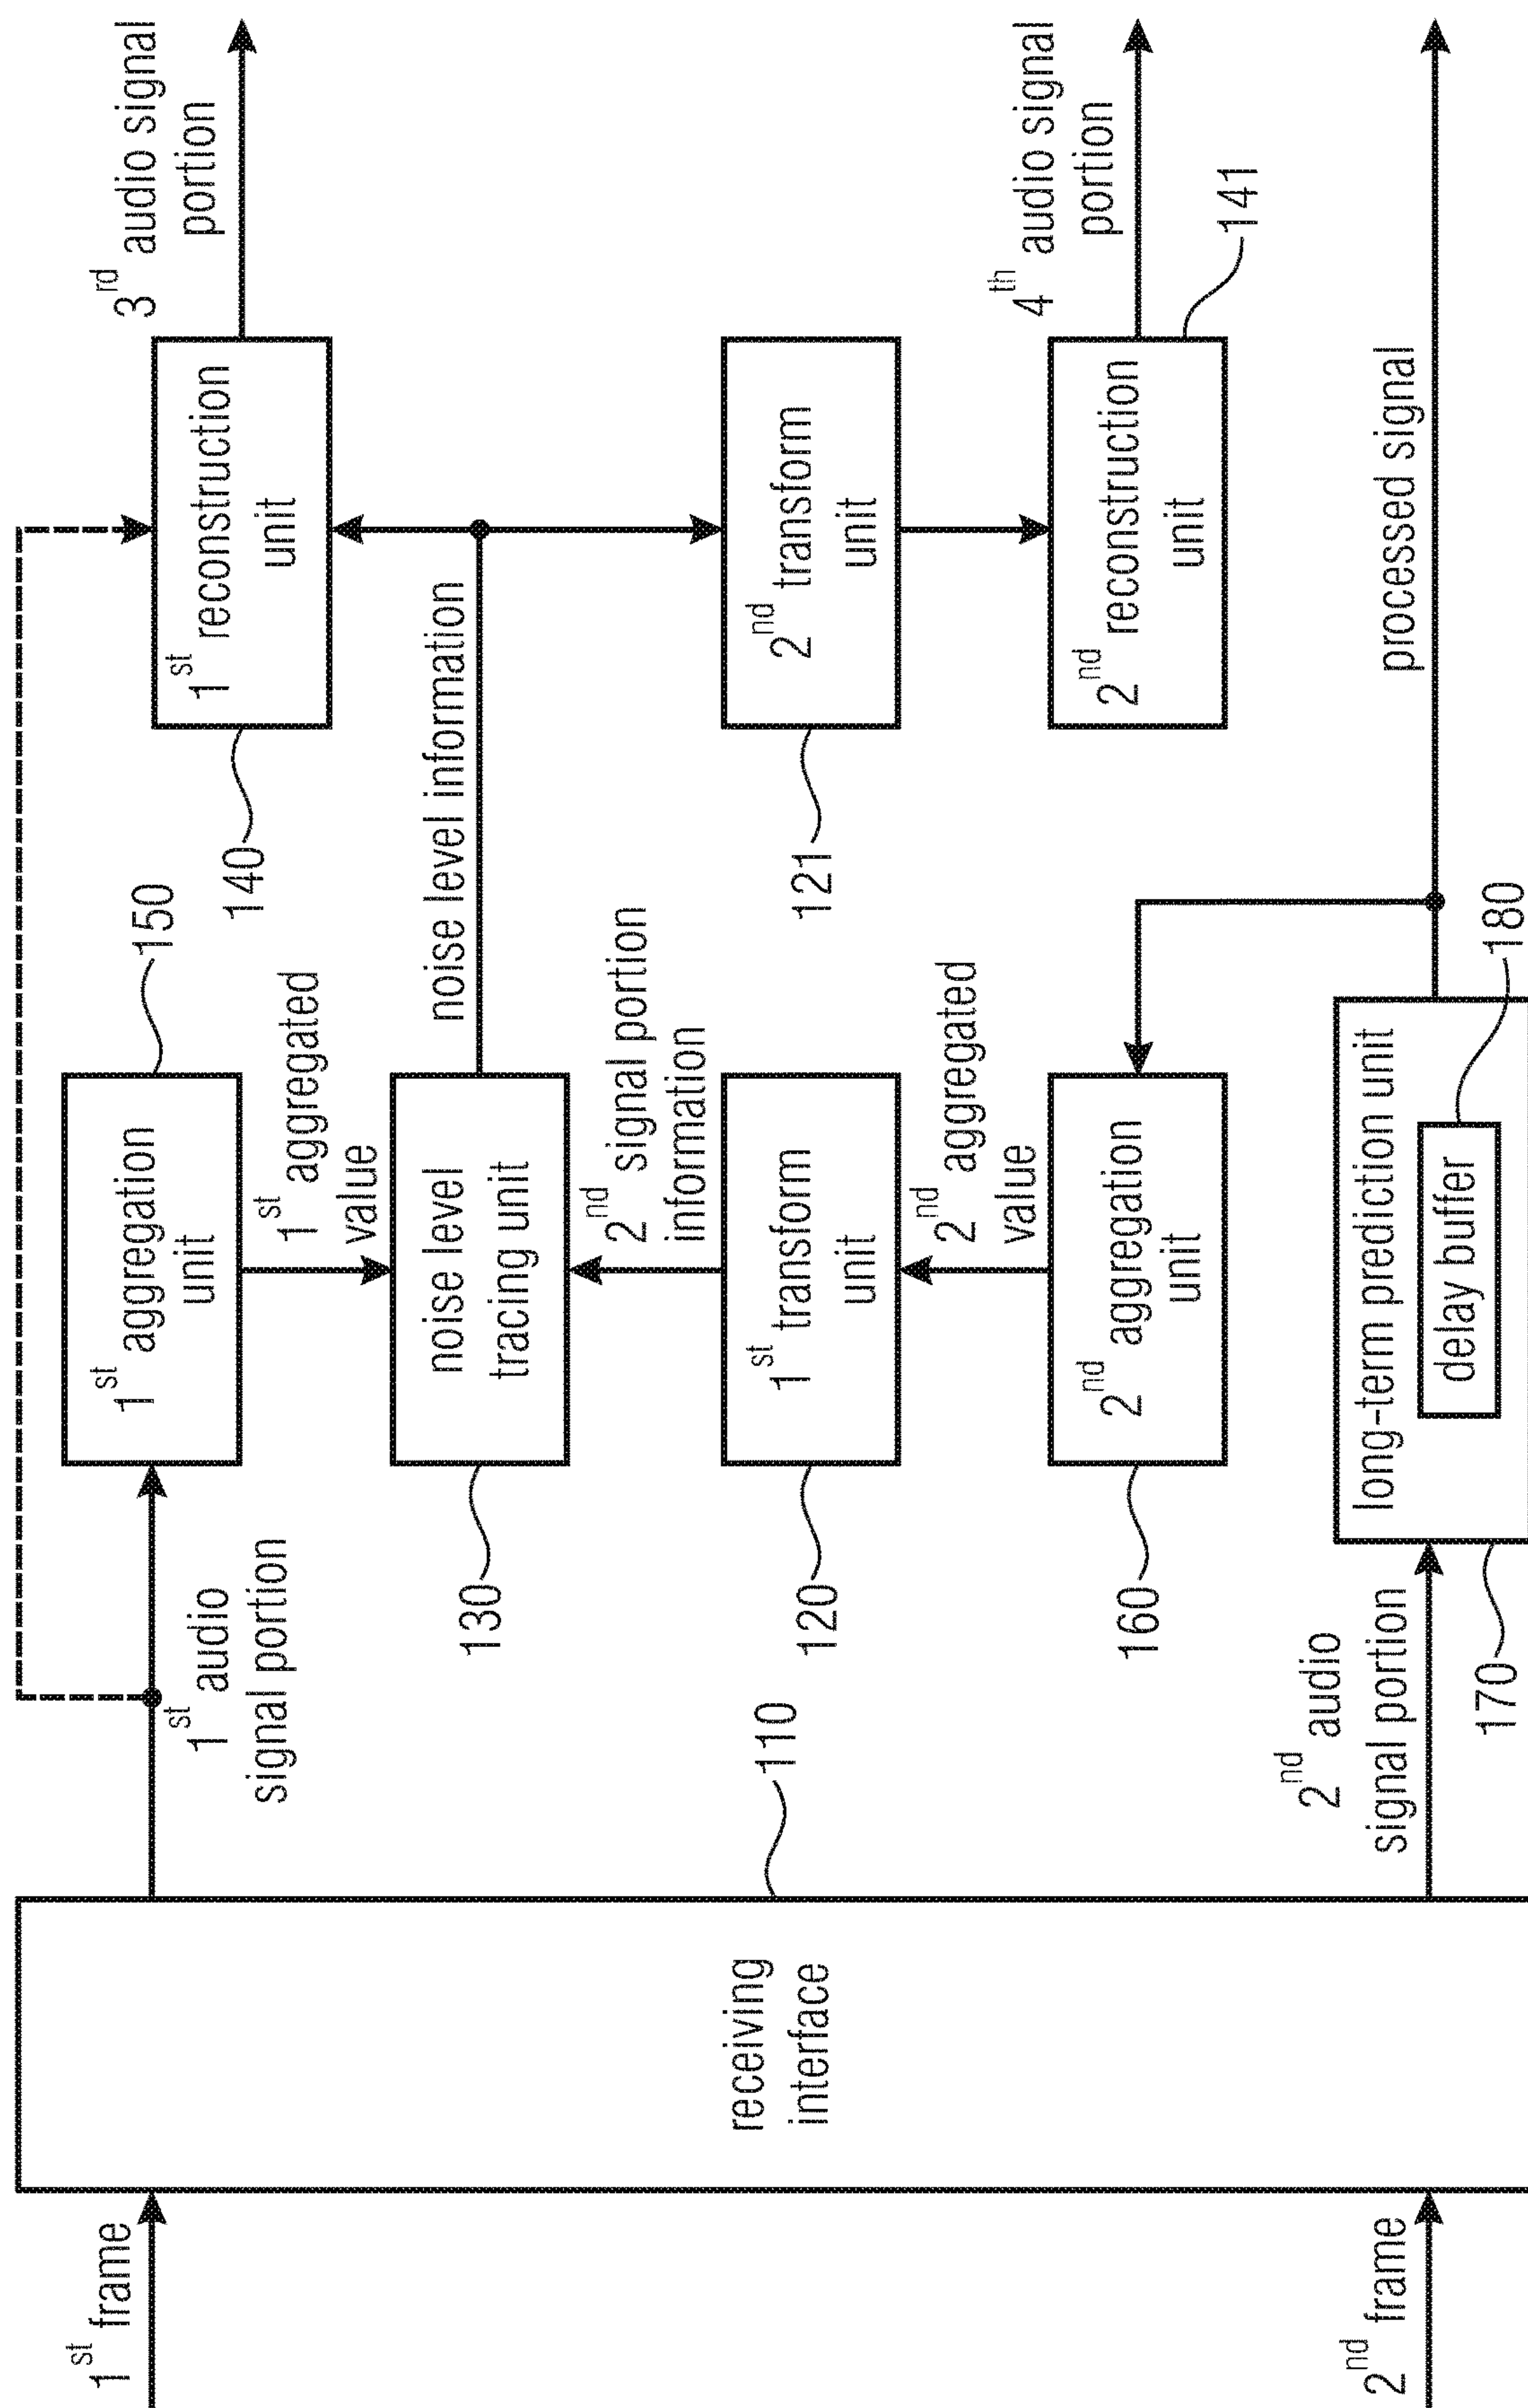 1st frame
2nd frame
receiving
interface
110
1st audio
signal portion
2nd audio
signal portion
1st aggregation
unit
150
1st aggregated
value
noise level
tracing unit
130
noise level information
2nd signal portion
information
1st transform
unit
120
2nd aggregated
value
2nd aggregation
unit
160
long-term prediction unit
delay buffer
170
180
1st reconstruction
unit
140
3rd audio signal
portion
2nd transform
unit
121
2nd reconstruction
unit
141
4th audio signal
portion
processed signal